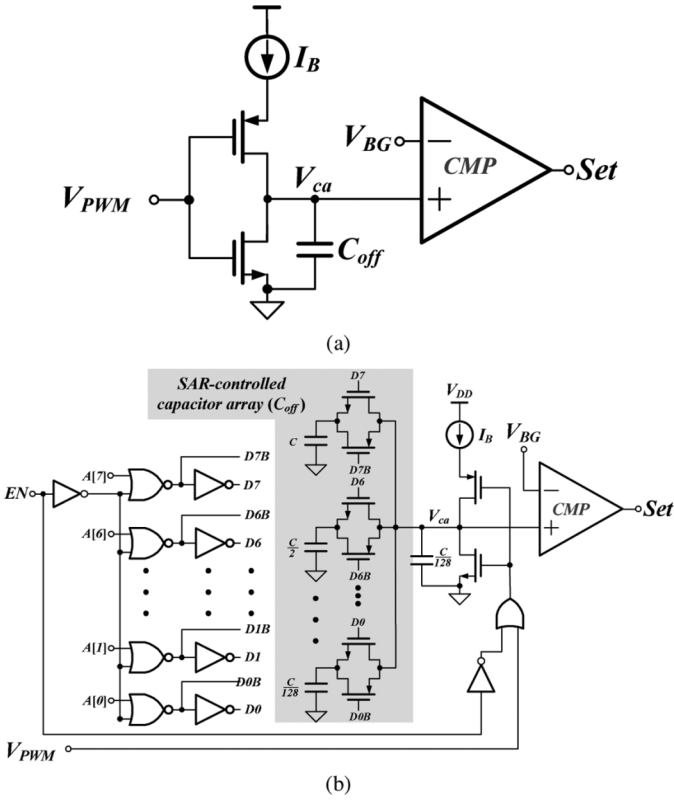 I_B
V_BG
CMP
Set
V_ca
V_PWM
C_off
(a)
SAR-controlled
capacitor array (C_off)
D7
C
D7B
V_DD
I_B
V_BG
CMP
Set
V_ca
EN
A[7]
D7B
D7
D6
A[6]
D6B
D6
C/2
D6B
C/128
A[1]
D1B
D1
D0
A[0]
D0B
D0
C/128
D0B
V_PWM
(b)